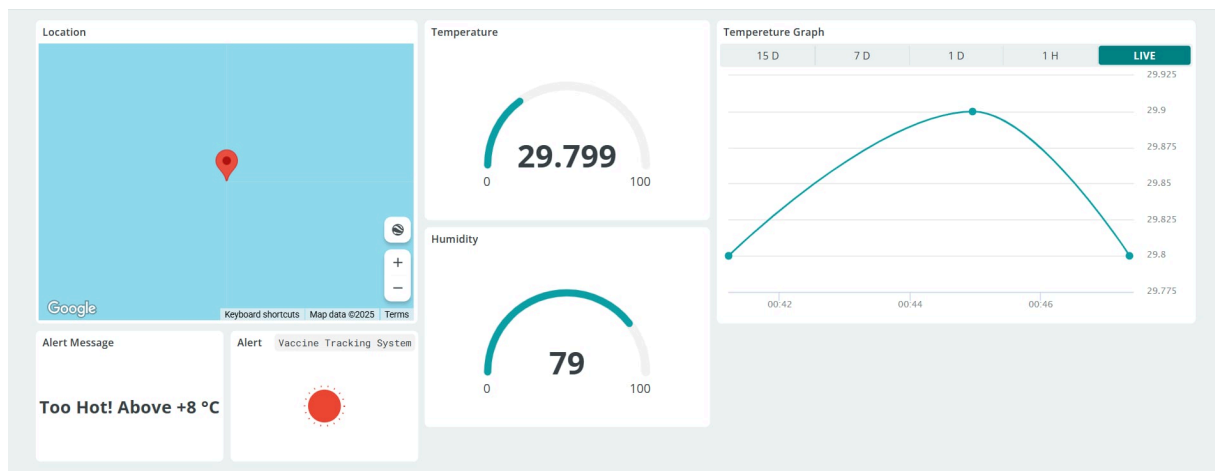 Location
Google
Keyboard shortcuts Map data ©2025 Terms
Alert Message
Too Hot! Above +8 °C
Alert Vaccine Tracking System
Temperature
29.799
0 100
Humidity
79
0 100
Tempereture Graph
15 D 7 D 1 D 1 H LIVE
29.925
29.9
29.875
29.85
29.825
29.8
29.775
00:42 00:44 00:46